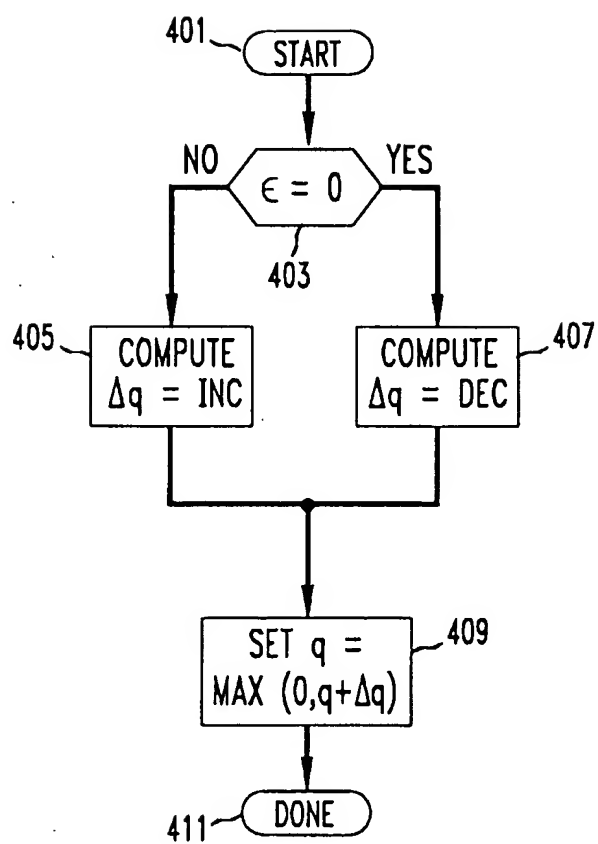 401
START
NO
YES
ϵ = 0
403
405
COMPUTE
Δq = INC
COMPUTE
Δq = DEC
407
SET q =
MAX (0,q+Δq)
409
DONE
411